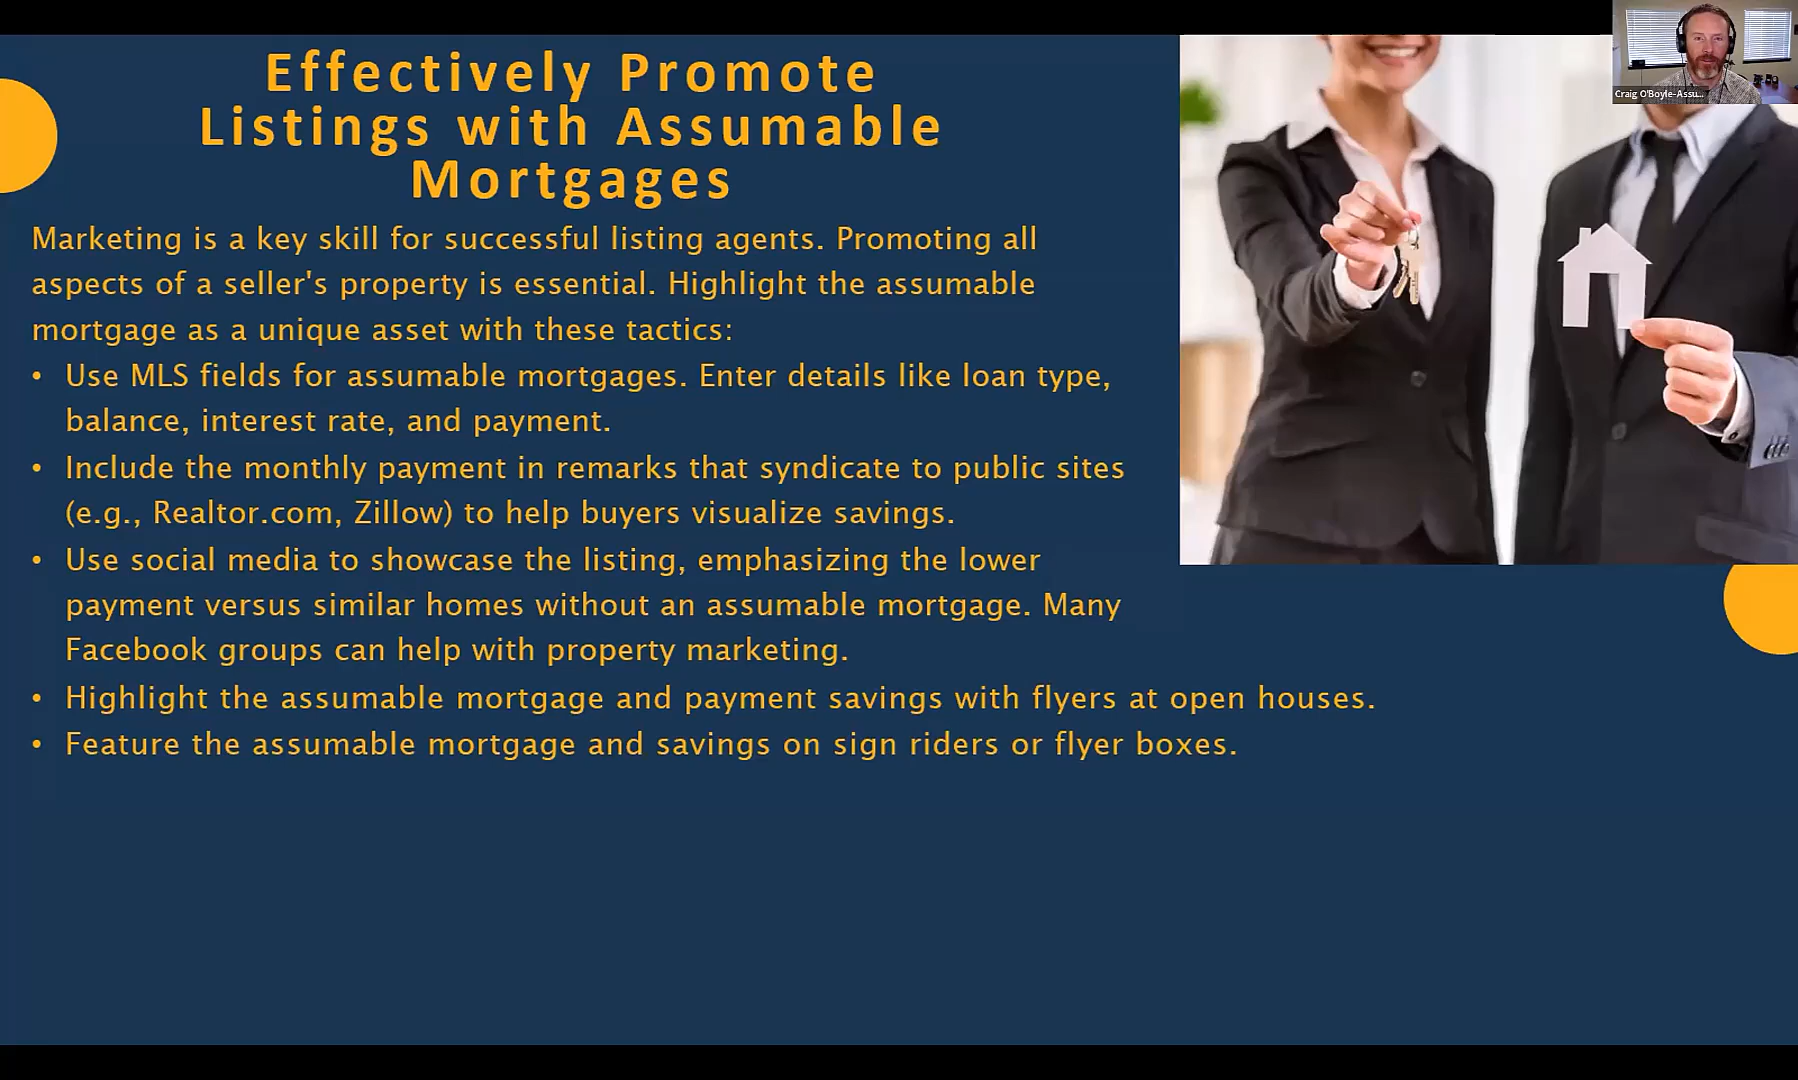 Effectively Promote
Listings with Assumable
Mortgages
Marketing is a key skill for successful listing agents. Promoting all
aspects of a seller's property is essential. Highlight the assumable
mortgage as a unique asset with these tactics:
• Use MLS fields for assumable mortgages. Enter details like loan type,
balance, interest rate, and payment.
• Include the monthly payment in remarks that syndicate to public sites
(e.g., Realtor.com, Zillow) to help buyers visualize savings.
• Use social media to showcase the listing, emphasizing the lower
payment versus similar homes without an assumable mortgage. Many
Facebook groups can help with property marketing.
• Highlight the assumable mortgage and payment savings with flyers at open houses.
• Feature the assumable mortgage and savings on sign riders or flyer boxes.
Craig O'Boyle-Assu...